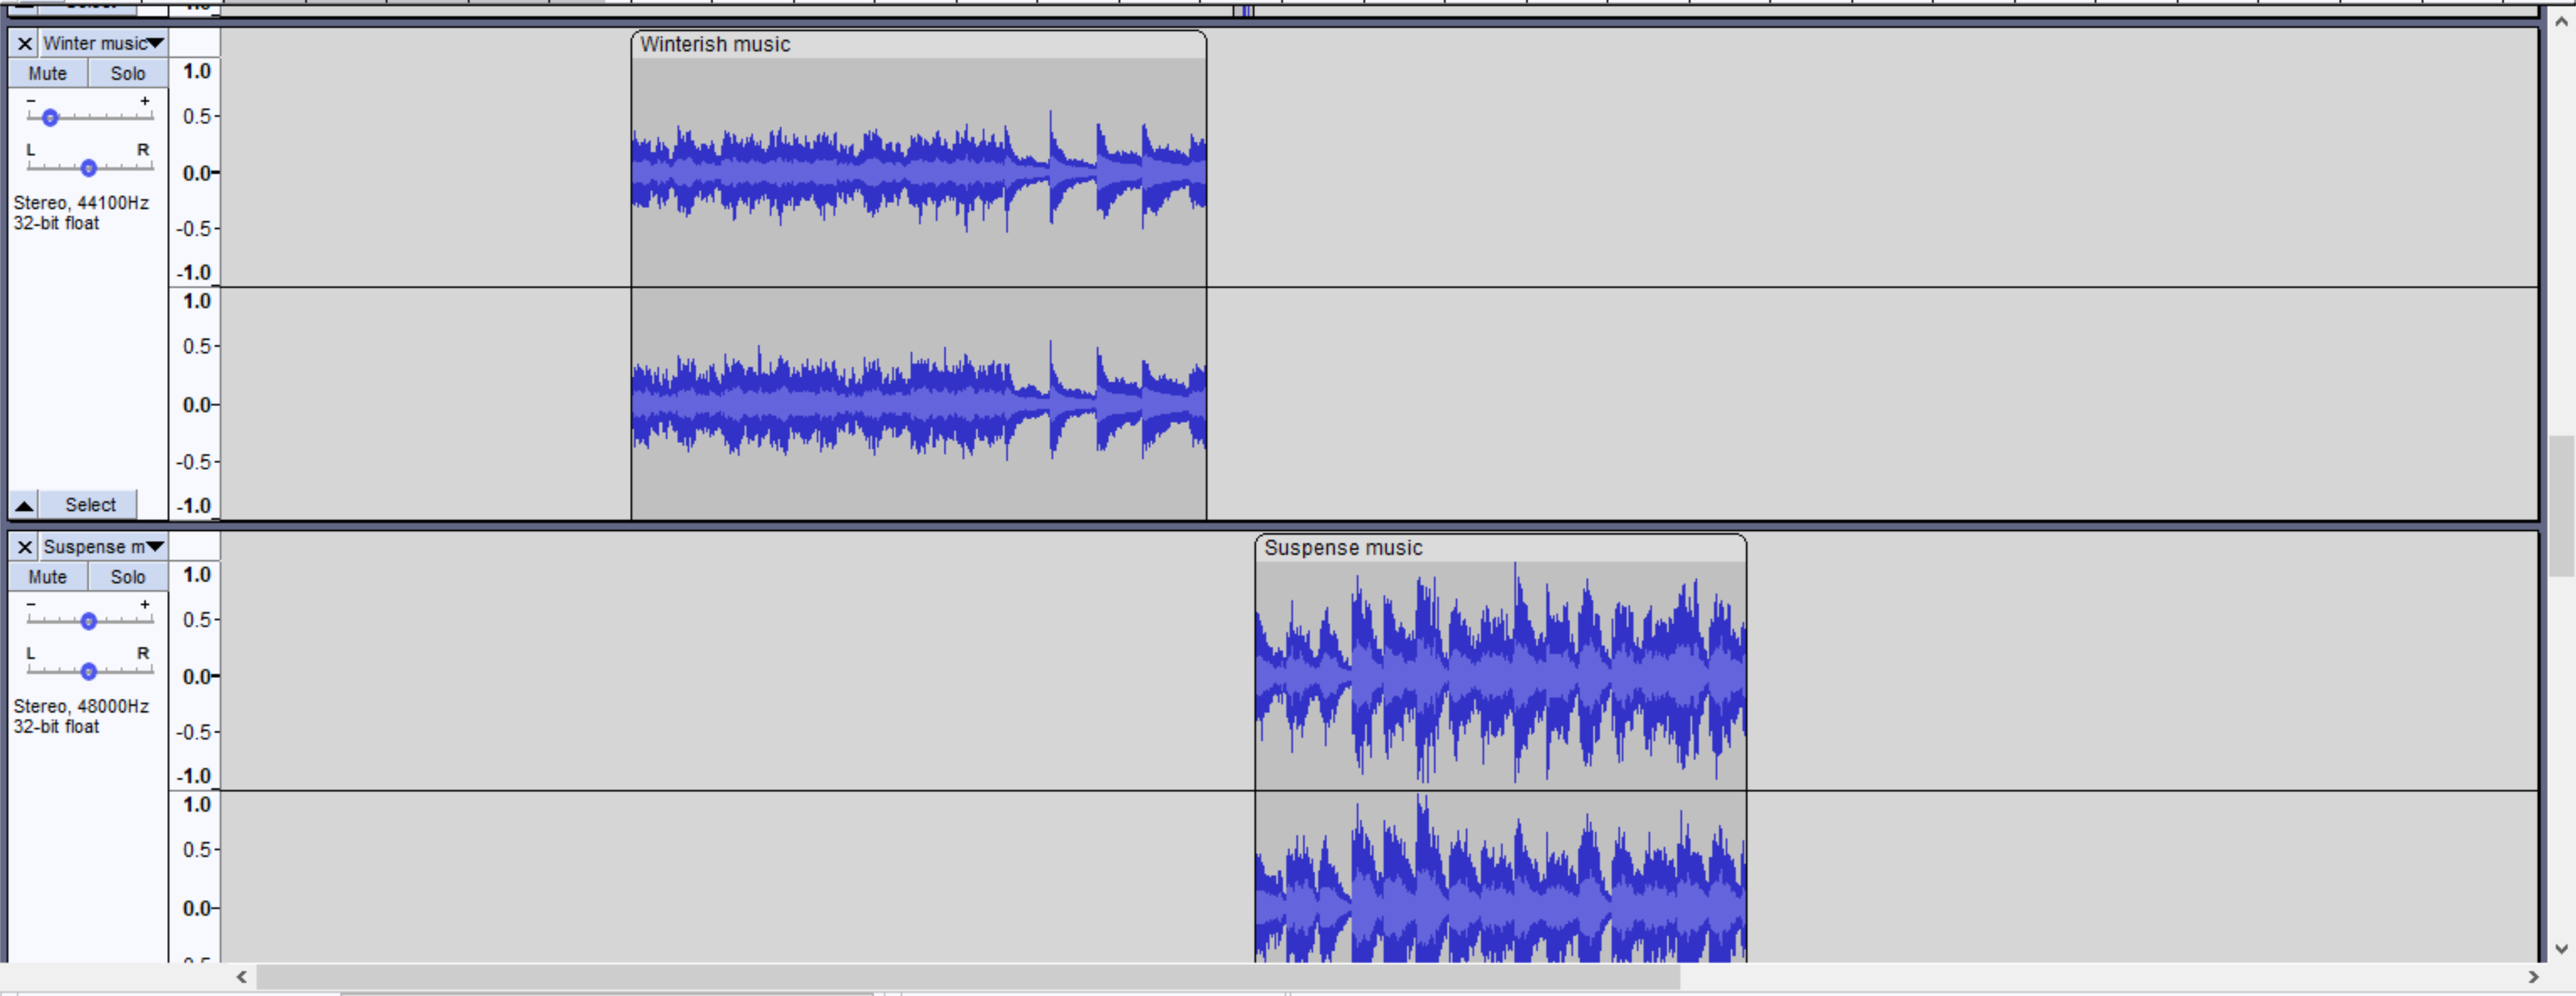 Winter music
Winterish music
Mute Solo
- +
L R
Stereo, 44100Hz
32-bit float
Select
1.0
0.5
0.0
-0.5
-1.0
1.0
0.5
0.0
-0.5
-1.0
Suspense m
Suspense music
Mute Solo
- +
L R
Stereo, 48000Hz
32-bit float
1.0
0.5
0.0
-0.5
-1.0
1.0
0.5
0.0